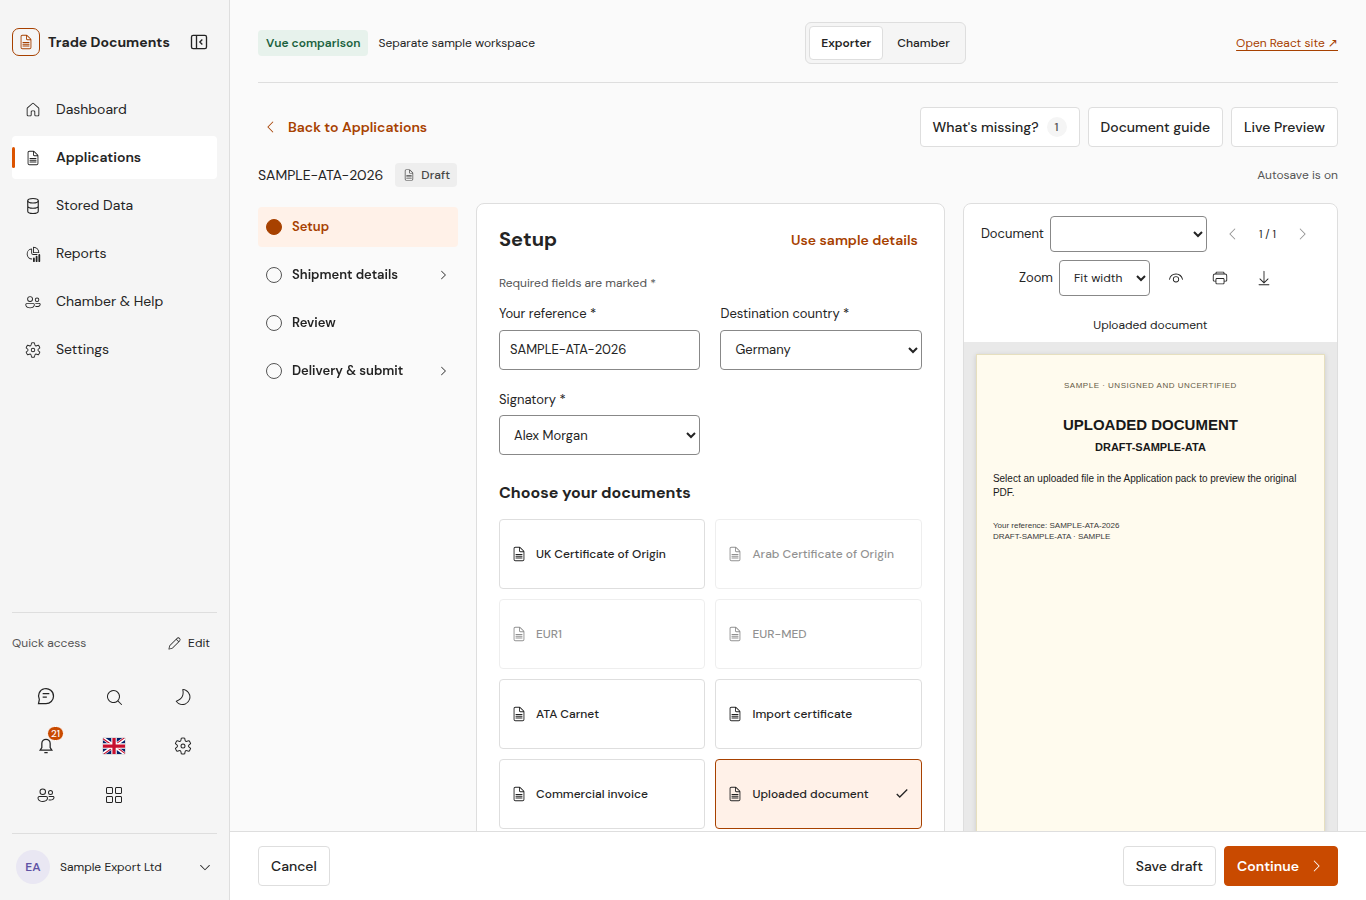 Trade Documents
Dashboard
Applications
Stored Data
Reports
Chamber & Help
Settings
Quick access
Edit
21
EA
Sample Export Ltd
Vue comparison
Separate sample workspace
Exporter
Chamber
Open React site ↗
Back to Applications
What's missing? 1
Document guide
Live Preview
SAMPLE-ATA-2026
Draft
Autosave is on
Setup
Shipment details
Review
Delivery & submit
Setup
Use sample details
Required fields are marked *
Your reference *
Destination country *
SAMPLE-ATA-2026
Germany
Signatory *
Alex Morgan
Choose your documents
UK Certificate of Origin
Arab Certificate of Origin
EUR1
EUR-MED
ATA Carnet
Import certificate
Commercial invoice
Uploaded document
Document
1 / 1
Zoom
Fit width
Uploaded document
SAMPLE · UNSIGNED AND UNCERTIFIED
UPLOADED DOCUMENT
DRAFT-SAMPLE-ATA
Select an uploaded file in the Application pack to preview the original
PDF.
Your reference: SAMPLE-ATA-2026
DRAFT-SAMPLE-ATA · SAMPLE
Cancel
Save draft
Continue